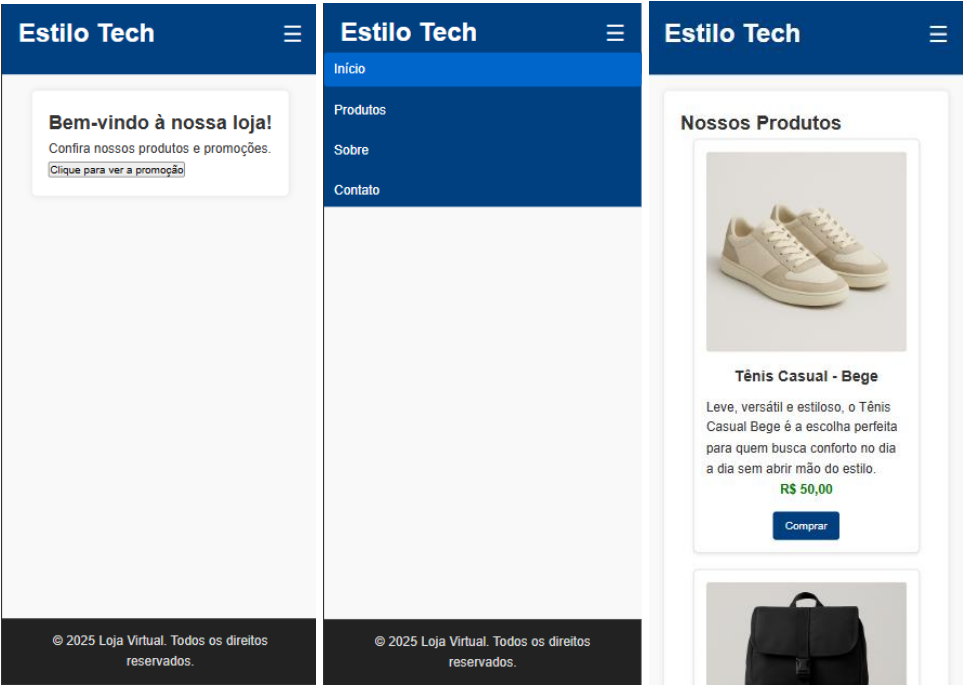 Estilo Tech
☰
Bem-vindo à nossa loja!
Confira nossos produtos e promoções.
Clique para ver a promoção
© 2025 Loja Virtual. Todos os direitos
reservados.
Estilo Tech
☰
Início
Produtos
Sobre
Contato
© 2025 Loja Virtual. Todos os direitos
reservados.
Estilo Tech
☰
Nossos Produtos
Tênis Casual - Bege
Leve, versátil e estiloso, o Tênis
Casual Bege é a escolha perfeita
para quem busca conforto no dia
a dia sem abrir mão do estilo.
R$ 50,00
Comprar